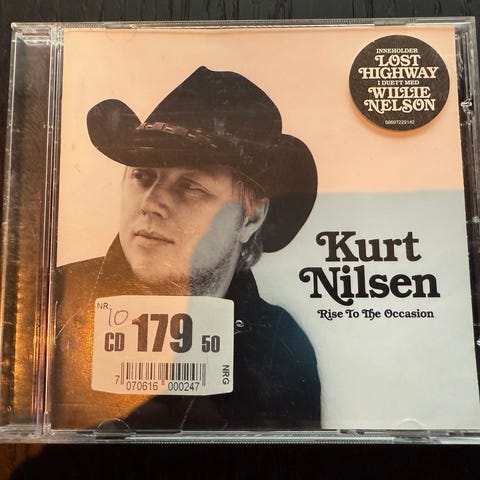 INNEHOLDER
LOST
HIGHWAY
I DUETT MED
WILLIE
NELSON
88697229142
Kurt
Nilsen
Rise To The Occasion
NR.
10
CD 179 50
NRG
7 070616 000247